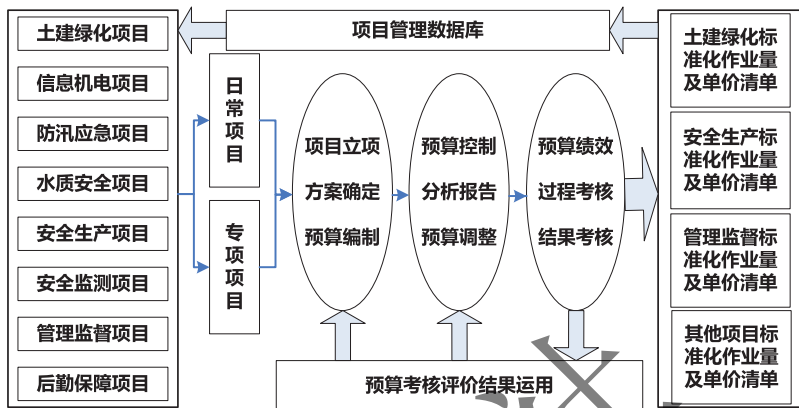 项目管理数据库
土建绿化项目
信息机电项目
防汛应急项目
水质安全项目
安全生产项目
安全监测项目
管理监督项目
后勤保障项目
日常项目
专项项目
项目立项
方案确定
预算编制
预算控制
分析报告
预算调整
预算绩效
过程考核
结果考核
土建绿化标
准化作业量
及单价清单
安全生产标
准化作业量
及单价清单
管理监督标
准化作业量
及单价清单
其他项目标
准化作业量
及单价清单
预算考核评价结果运用